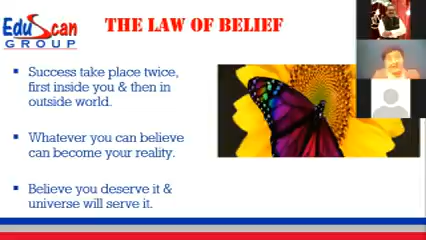 EduScan
GROUP
THE LAW OF BELIEF
Success take place twice,
first inside you & then in
outside world.
Whatever you can believe
can become your reality.
Believe you deserve it &
universe will serve it.